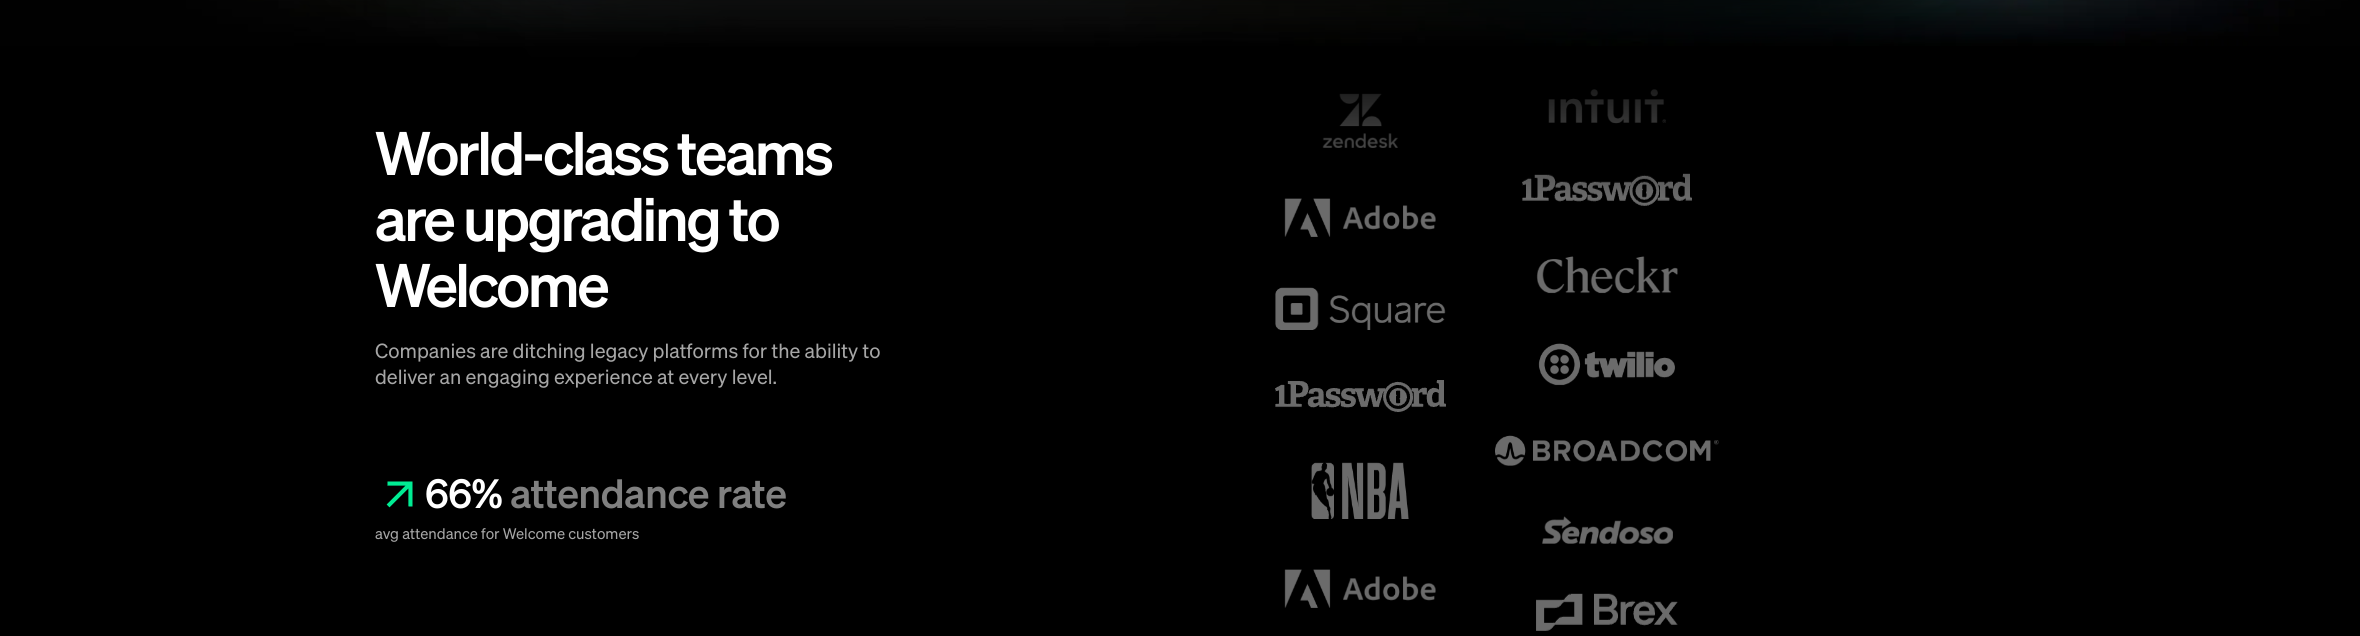 World-class teams
are upgrading to
Welcome
Companies are ditching legacy platforms for the ability to
deliver an engaging experience at every level.
66% attendance rate
avg attendance for Welcome customers
zendesk
Adobe
Square
1Password
NBA
Adobe
intuit
1Password
Checkr
twilio
BROADCOM®
Sendoso
Brex